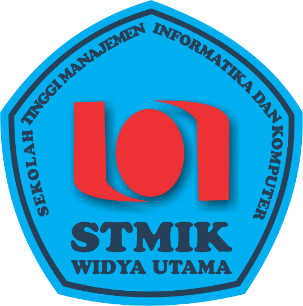 SEKOLAH TINGGI MANAJEMEN INFORMATIKA DAN KOMPUTER
STMIK
WIDYA UTAMA